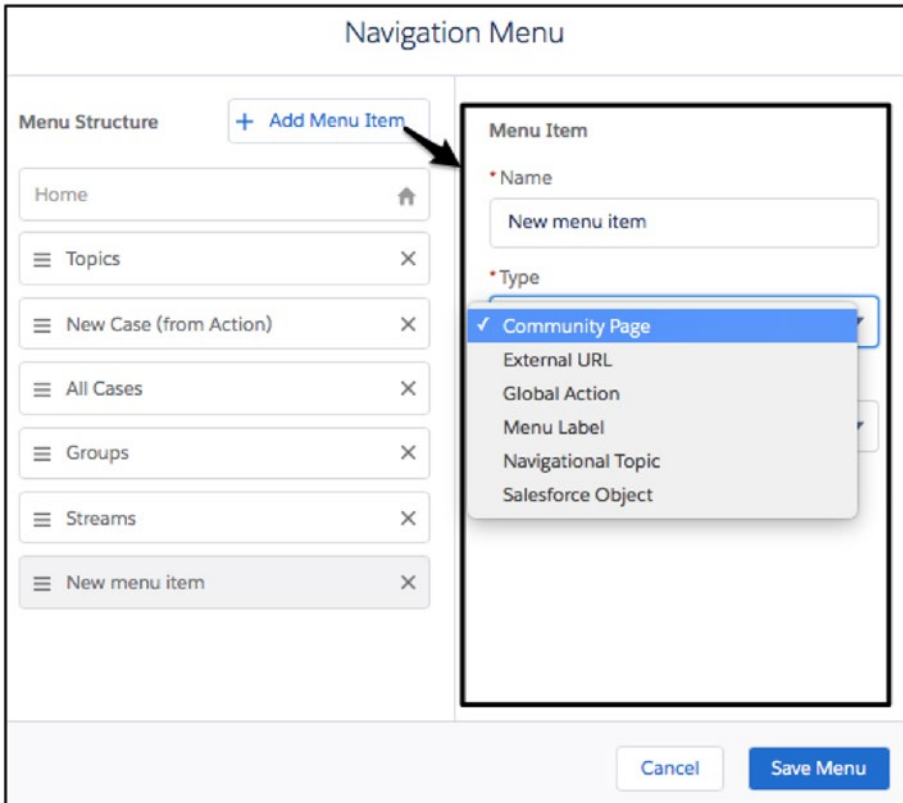 Navigation Menu
Menu Structure
+ Add Menu Item
Home
Topics
New Case (from Action)
All Cases
Groups
Streams
New menu item
Menu Item
* Name
New menu item
* Type
✓ Community Page
External URL
Global Action
Menu Label
Navigational Topic
Salesforce Object
Cancel
Save Menu